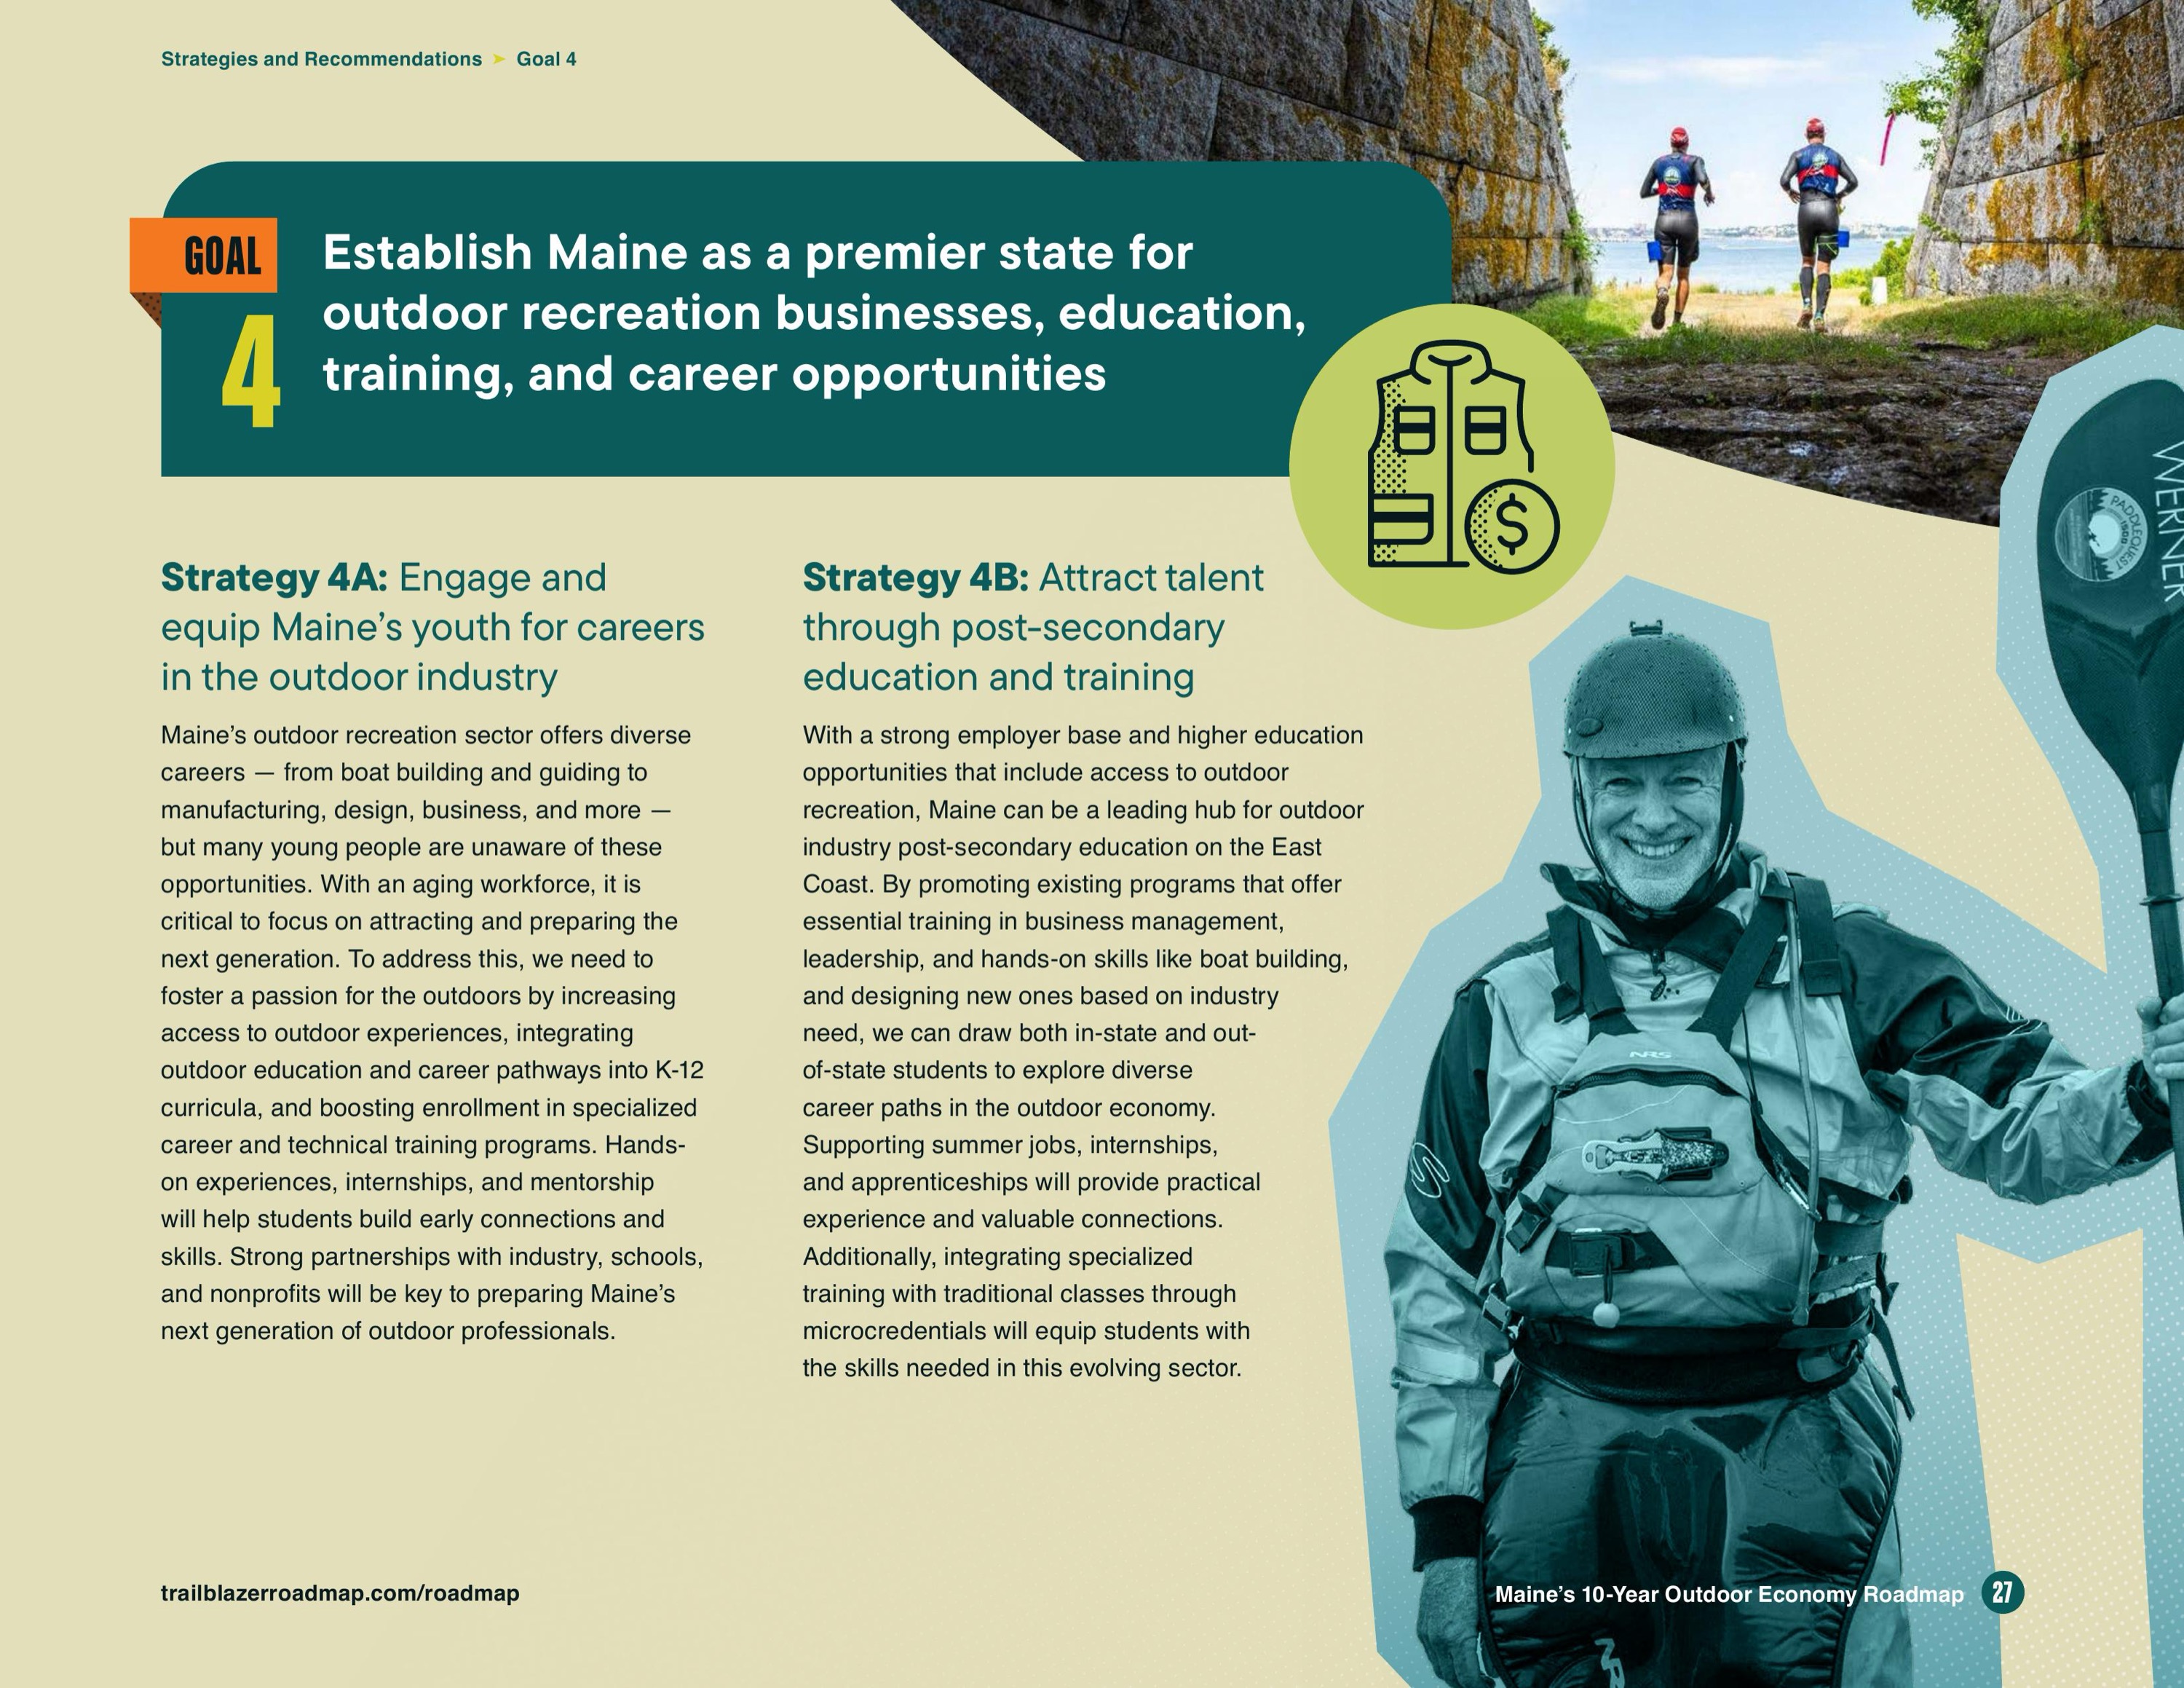 Strategies and Recommendations ➤ Goal 4
GOAL
4
Establish Maine as a premier state for
outdoor recreation businesses, education,
training, and career opportunities
$
WERNER
PADDLEQUEST
1500
Strategy 4A: Engage and
equip Maine’s youth for careers
in the outdoor industry
Maine’s outdoor recreation sector offers diverse
careers — from boat building and guiding to
manufacturing, design, business, and more —
but many young people are unaware of these
opportunities. With an aging workforce, it is
critical to focus on attracting and preparing the
next generation. To address this, we need to
foster a passion for the outdoors by increasing
access to outdoor experiences, integrating
outdoor education and career pathways into K-12
curricula, and boosting enrollment in specialized
career and technical training programs. Hands-
on experiences, internships, and mentorship
will help students build early connections and
skills. Strong partnerships with industry, schools,
and nonprofits will be key to preparing Maine’s
next generation of outdoor professionals.
Strategy 4B: Attract talent
through post-secondary
education and training
With a strong employer base and higher education
opportunities that include access to outdoor
recreation, Maine can be a leading hub for outdoor
industry post-secondary education on the East
Coast. By promoting existing programs that offer
essential training in business management,
leadership, and hands-on skills like boat building,
and designing new ones based on industry
need, we can draw both in-state and out-
of-state students to explore diverse
career paths in the outdoor economy.
Supporting summer jobs, internships,
and apprenticeships will provide practical
experience and valuable connections.
Additionally, integrating specialized
training with traditional classes through
microcredentials will equip students with
the skills needed in this evolving sector.
NRS
trailblazerroadmap.com/roadmap
Maine’s 10-Year Outdoor Economy Roadmap 27